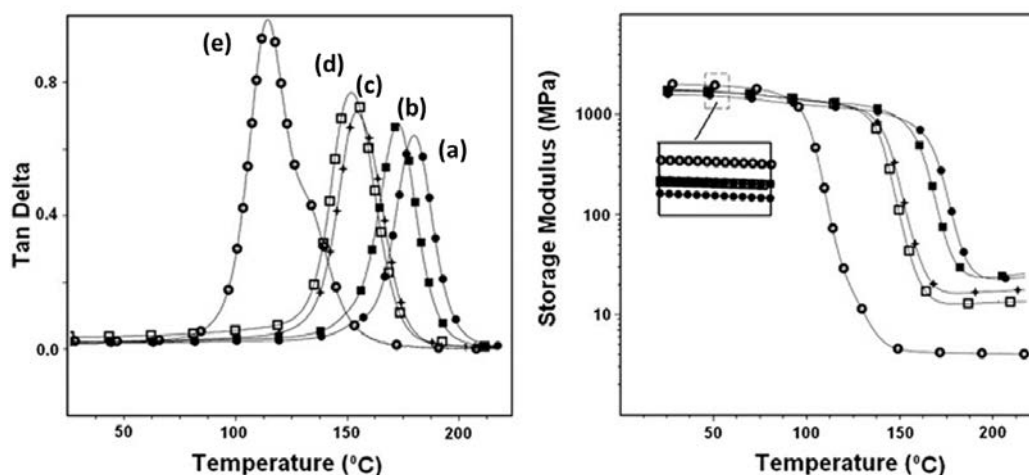 Tan Delta
0.8
0.4
0.0
(e)
(d)
(c)
(b)
(a)
50
100
150
200
Temperature (⁰C)
Storage Modulus (MPa)
1000
100
10
50
100
150
200
Temperature (⁰C)